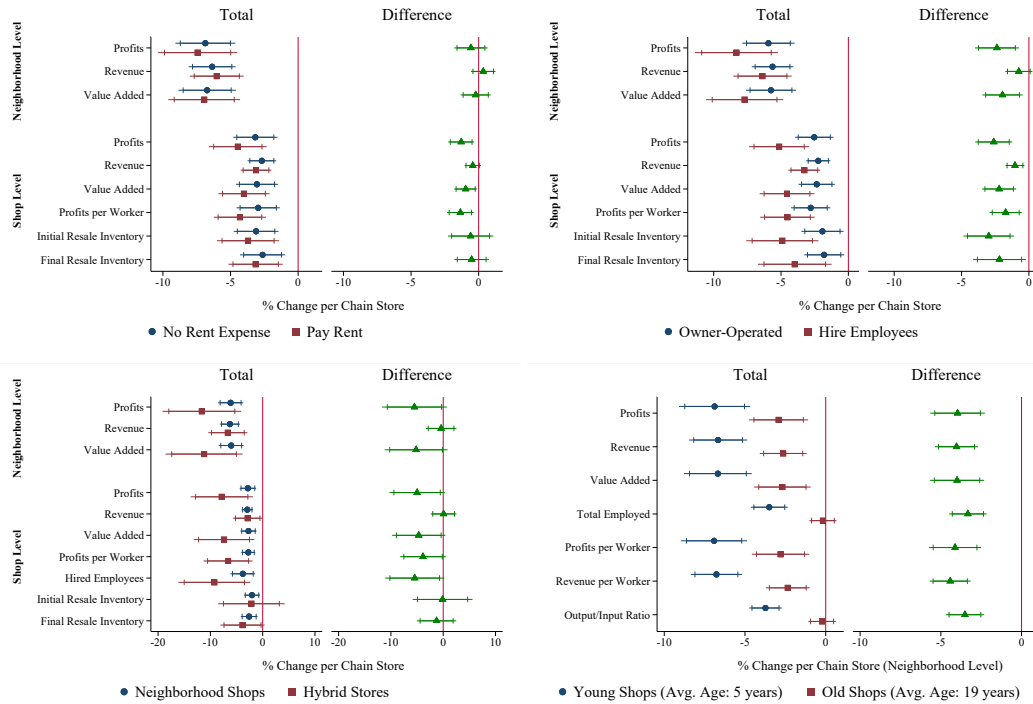 Total Difference
Neighborhood Level
Profits
Revenue
Value Added
Shop Level
Profits
Revenue
Value Added
Profits per Worker
Initial Resale Inventory
Final Resale Inventory
-10 -5 0 -10 -5 0
% Change per Chain Store
No Rent Expense Pay Rent
Total Difference
Neighborhood Level
Profits
Revenue
Value Added
Shop Level
Profits
Revenue
Value Added
Profits per Worker
Initial Resale Inventory
Final Resale Inventory
-10 -5 0 -10 -5 0
% Change per Chain Store
Owner-Operated Hire Employees
Total Difference
Neighborhood Level
Profits
Revenue
Value Added
Shop Level
Profits
Revenue
Value Added
Profits per Worker
Hired Employees
Initial Resale Inventory
Final Resale Inventory
-20 -10 0 10 -20 -10 0 10
% Change per Chain Store
Neighborhood Shops Hybrid Stores
Total Difference
Profits
Revenue
Value Added
Total Employed
Profits per Worker
Revenue per Worker
Output/Input Ratio
-10 -5 0 -10 -5 0
% Change per Chain Store (Neighborhood Level)
Young Shops (Avg. Age: 5 years) Old Shops (Avg. Age: 19 years)